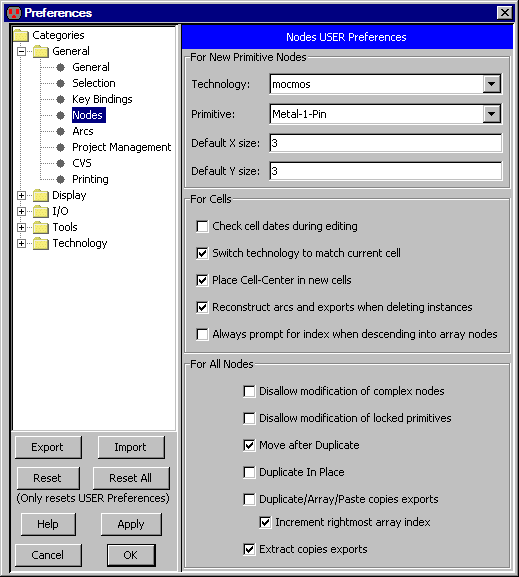 Preferences
Categories
General
General
Selection
Key Bindings
Nodes
Arcs
Project Management
CVS
Printing
Display
I/O
Tools
Technology
Export
Import
Reset
Reset All
(Only resets USER Preferences)
Help
Apply
Cancel
OK
Nodes USER Preferences
For New Primitive Nodes
Technology: mocmos
Primitive: Metal-1-Pin
Default X size: 3
Default Y size: 3
For Cells
Check cell dates during editing
Switch technology to match current cell
Place Cell-Center in new cells
Reconstruct arcs and exports when deleting instances
Always prompt for index when descending into array nodes
For All Nodes
Disallow modification of complex nodes
Disallow modification of locked primitives
Move after Duplicate
Duplicate In Place
Duplicate/Array/Paste copies exports
Increment rightmost array index
Extract copies exports